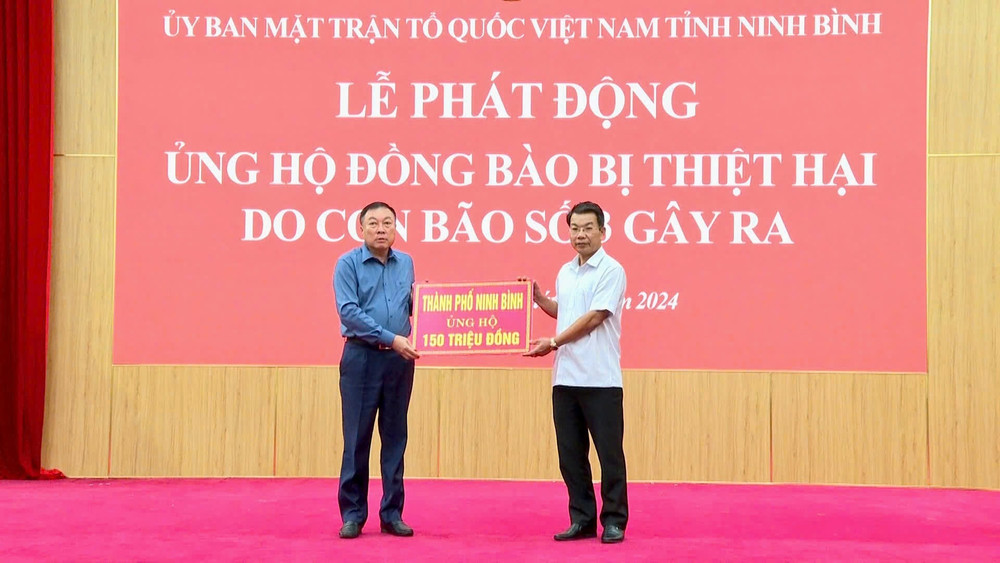 ỦY BAN MẶT TRẬN TỔ QUỐC VIỆT NAM TỈNH NINH BÌNH
LỄ PHÁT ĐỘNG
ỦNG HỘ ĐỒNG BÀO BỊ THIỆT HẠI
DO CƠN BÃO SỐ 3 GÂY RA
2024
THÀNH PHỐ NINH BÌNH
ỦNG HỘ
150 TRIỆU ĐỒNG